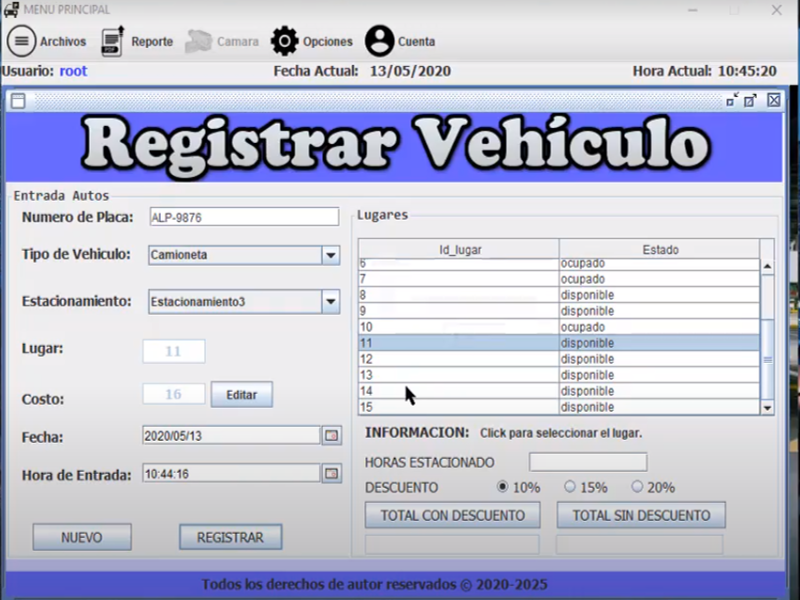 MENU PRINCIPAL
Archivos Reporte Camara Opciones Cuenta
Usuario: root Fecha Actual: 13/05/2020 Hora Actual: 10:45:20
Registrar Vehículo
Entrada Autos
Numero de Placa: ALP-9876
Tipo de Vehiculo: Camioneta
Estacionamiento: Estacionamiento3
Lugar: 11
Costo: 16 Editar
Fecha: 2020/05/13
Hora de Entrada: 10:44:16
NUEVO REGISTRAR
Lugares
Id_lugar Estado
6 ocupado
7 ocupado
8 disponible
9 disponible
10 ocupado
11 disponible
12 disponible
13 disponible
14 disponible
15 disponible
INFORMACION: Click para seleccionar el lugar.
HORAS ESTACIONADO
DESCUENTO 10% 15% 20%
TOTAL CON DESCUENTO TOTAL SIN DESCUENTO
Todos los derechos de autor reservados © 2020-2025